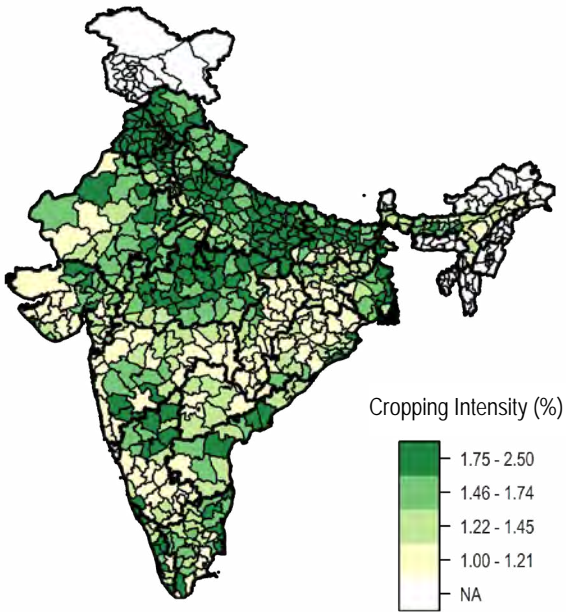 Cropping Intensity (%)
1.75 - 2.50
1.46 - 1.74
1.22 - 1.45
1.00 - 1.21
NA